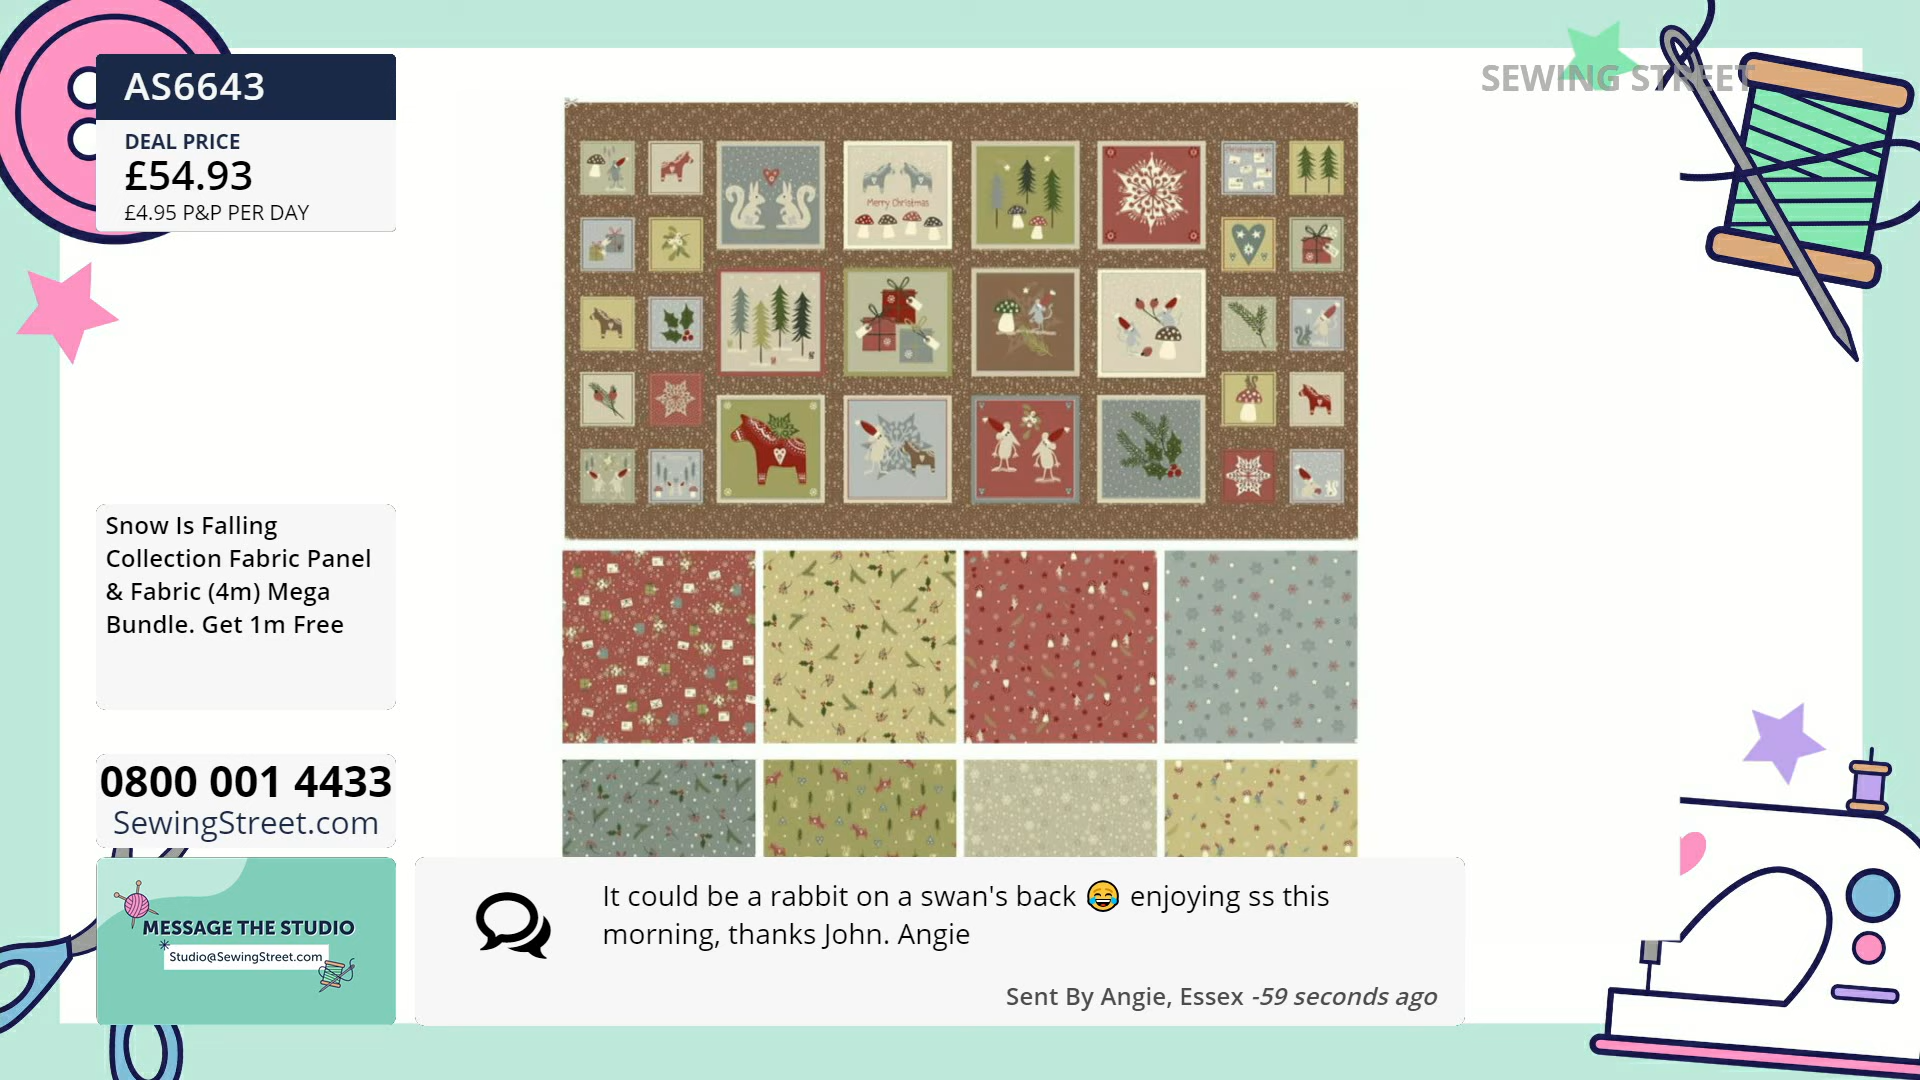 AS6643
DEAL PRICE
£54.93
£4.95 P&P PER DAY
SEWING STREET
Merry Christmas
Snow Is Falling
Collection Fabric Panel
& Fabric (4m) Mega
Bundle. Get 1m Free
0800 001 4433
SewingStreet.com
MESSAGE THE STUDIO
Studio@SewingStreet.com
It could be a rabbit on a swan's back 😂 enjoying ss this
morning, thanks John. Angie
Sent By Angie, Essex -59 seconds ago